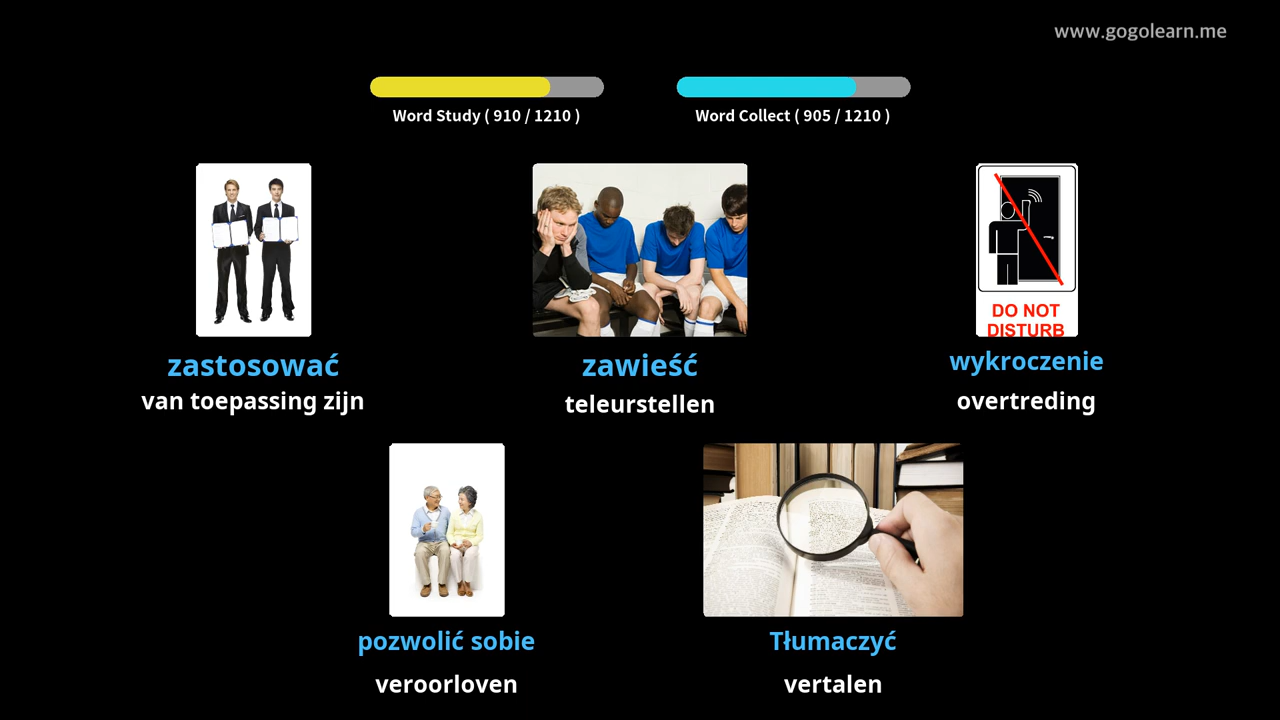 www.gogolearn.me
Word Study ( 910 / 1210 )
Word Collect ( 905 / 1210 )
DO NOT
DISTURB
zastosować
van toepassing zijn
zawieść
teleurstellen
wykroczenie
overtreding
pozwolić sobie
veroorloven
Tłumaczyć
vertalen